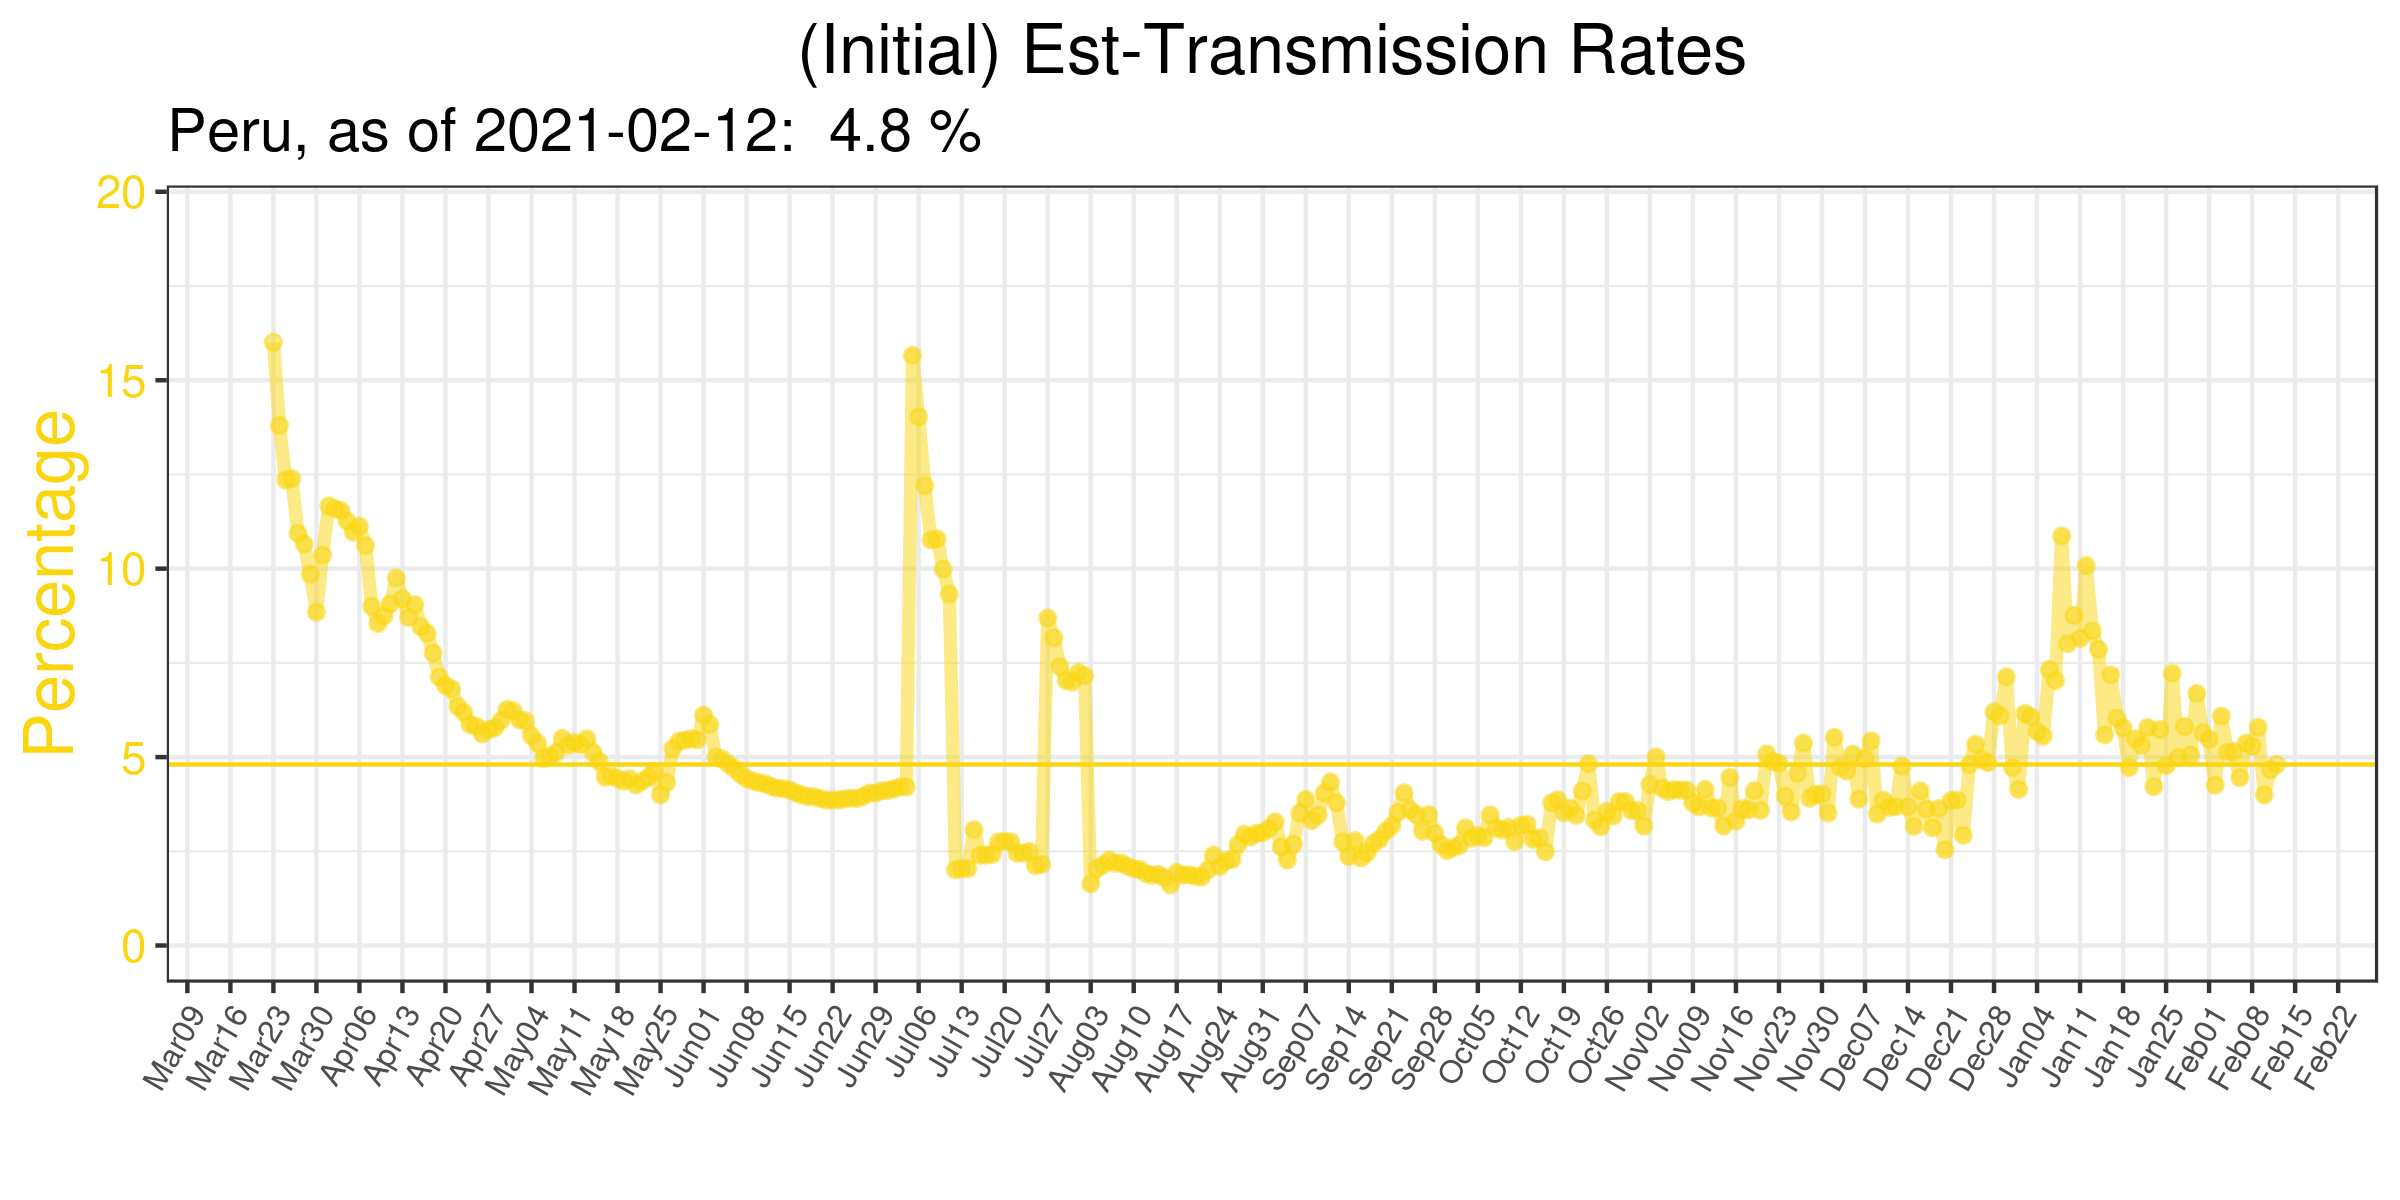 (Initial) Est-Transmission Rates
Peru, as of 2021-02-12:  4.8 %
Percentage
20
15
10
5
0
Mar09
Mar16
Mar23
Mar30
Apr06
Apr13
Apr20
Apr27
May04
May11
May18
May25
Jun01
Jun08
Jun15
Jun22
Jun29
Jul06
Jul13
Jul20
Jul27
Aug03
Aug10
Aug17
Aug24
Aug31
Sep07
Sep14
Sep21
Sep28
Oct05
Oct12
Oct19
Oct26
Nov02
Nov09
Nov16
Nov23
Nov30
Dec07
Dec14
Dec21
Dec28
Jan04
Jan11
Jan18
Jan25
Feb01
Feb08
Feb15
Feb22